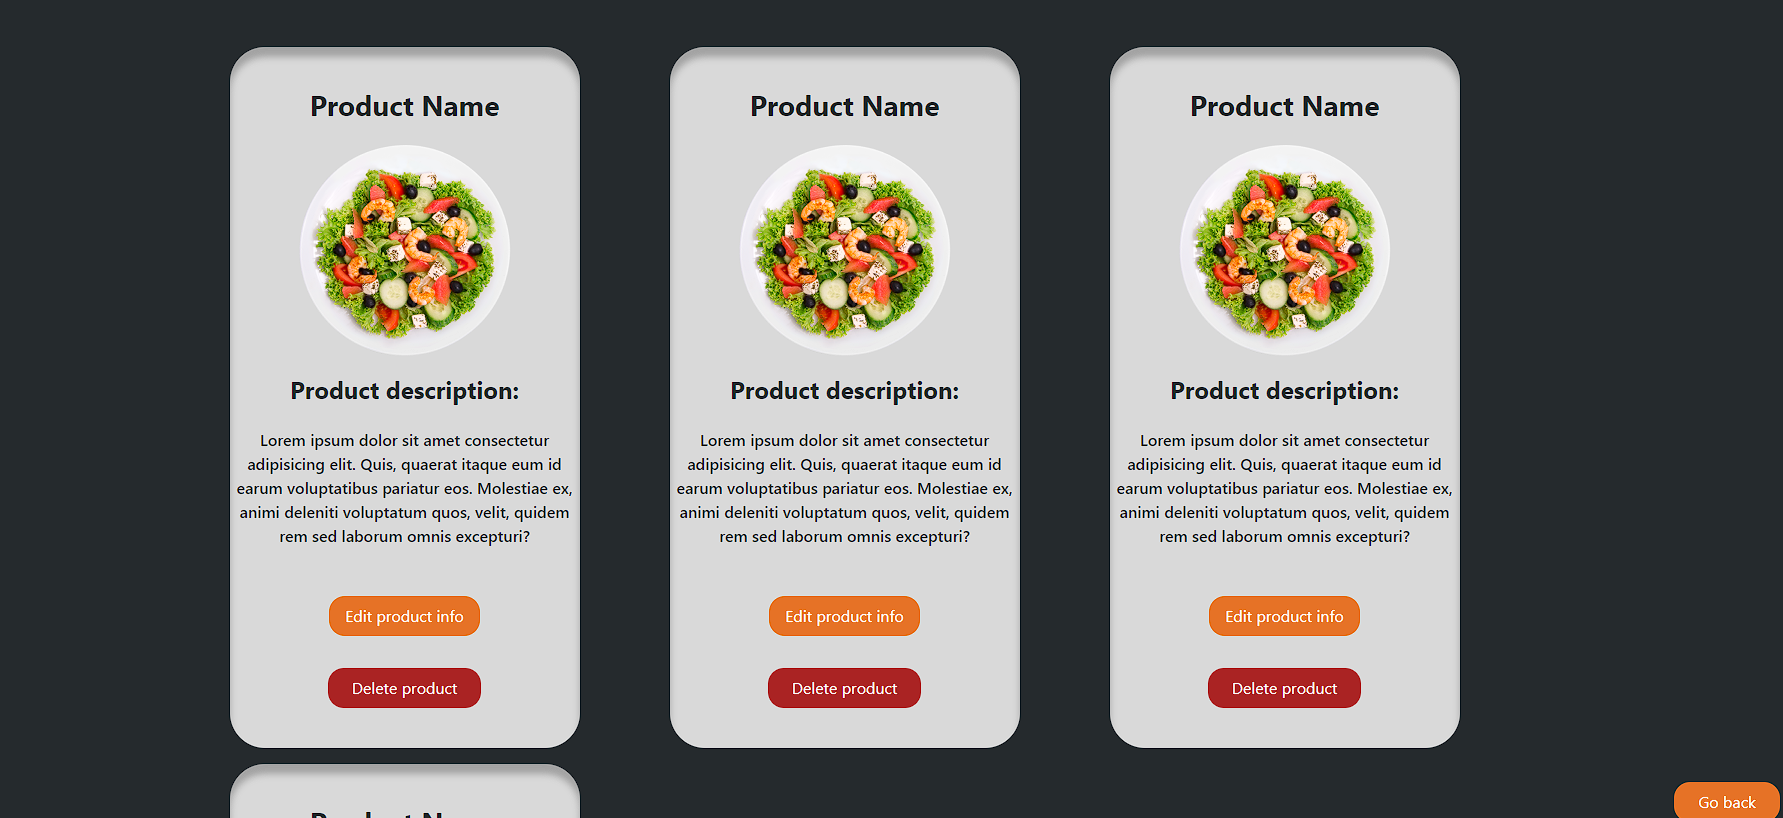 Product Name
Product description:
Lorem ipsum dolor sit amet consectetur
adipisicing elit. Quis, quaerat itaque eum id
earum voluptatibus pariatur eos. Molestiae ex,
animi deleniti voluptatum quos, velit, quidem
rem sed laborum omnis excepturi?
Edit product info
Delete product
Product Name
Product description:
Lorem ipsum dolor sit amet consectetur
adipisicing elit. Quis, quaerat itaque eum id
earum voluptatibus pariatur eos. Molestiae ex,
animi deleniti voluptatum quos, velit, quidem
rem sed laborum omnis excepturi?
Edit product info
Delete product
Product Name
Product description:
Lorem ipsum dolor sit amet consectetur
adipisicing elit. Quis, quaerat itaque eum id
earum voluptatibus pariatur eos. Molestiae ex,
animi deleniti voluptatum quos, velit, quidem
rem sed laborum omnis excepturi?
Edit product info
Delete product
Go back